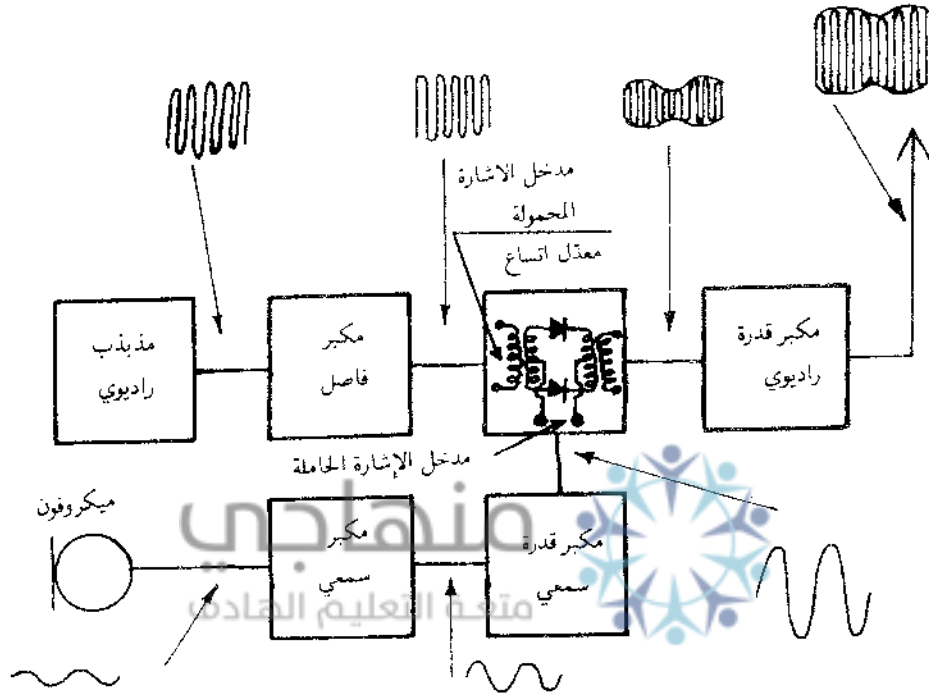 مدخل الاشارة
المحمولة
معدّل اتساع
مذبذب
راديوي
مكبر
فاصل
مكبر قدرة
راديوي
مدخل الإشارة الحاملة
ميكروفون
مكبر
سمعي
مكبر قدرة
سمعي
منهاجي
متعة التعليم الهادف